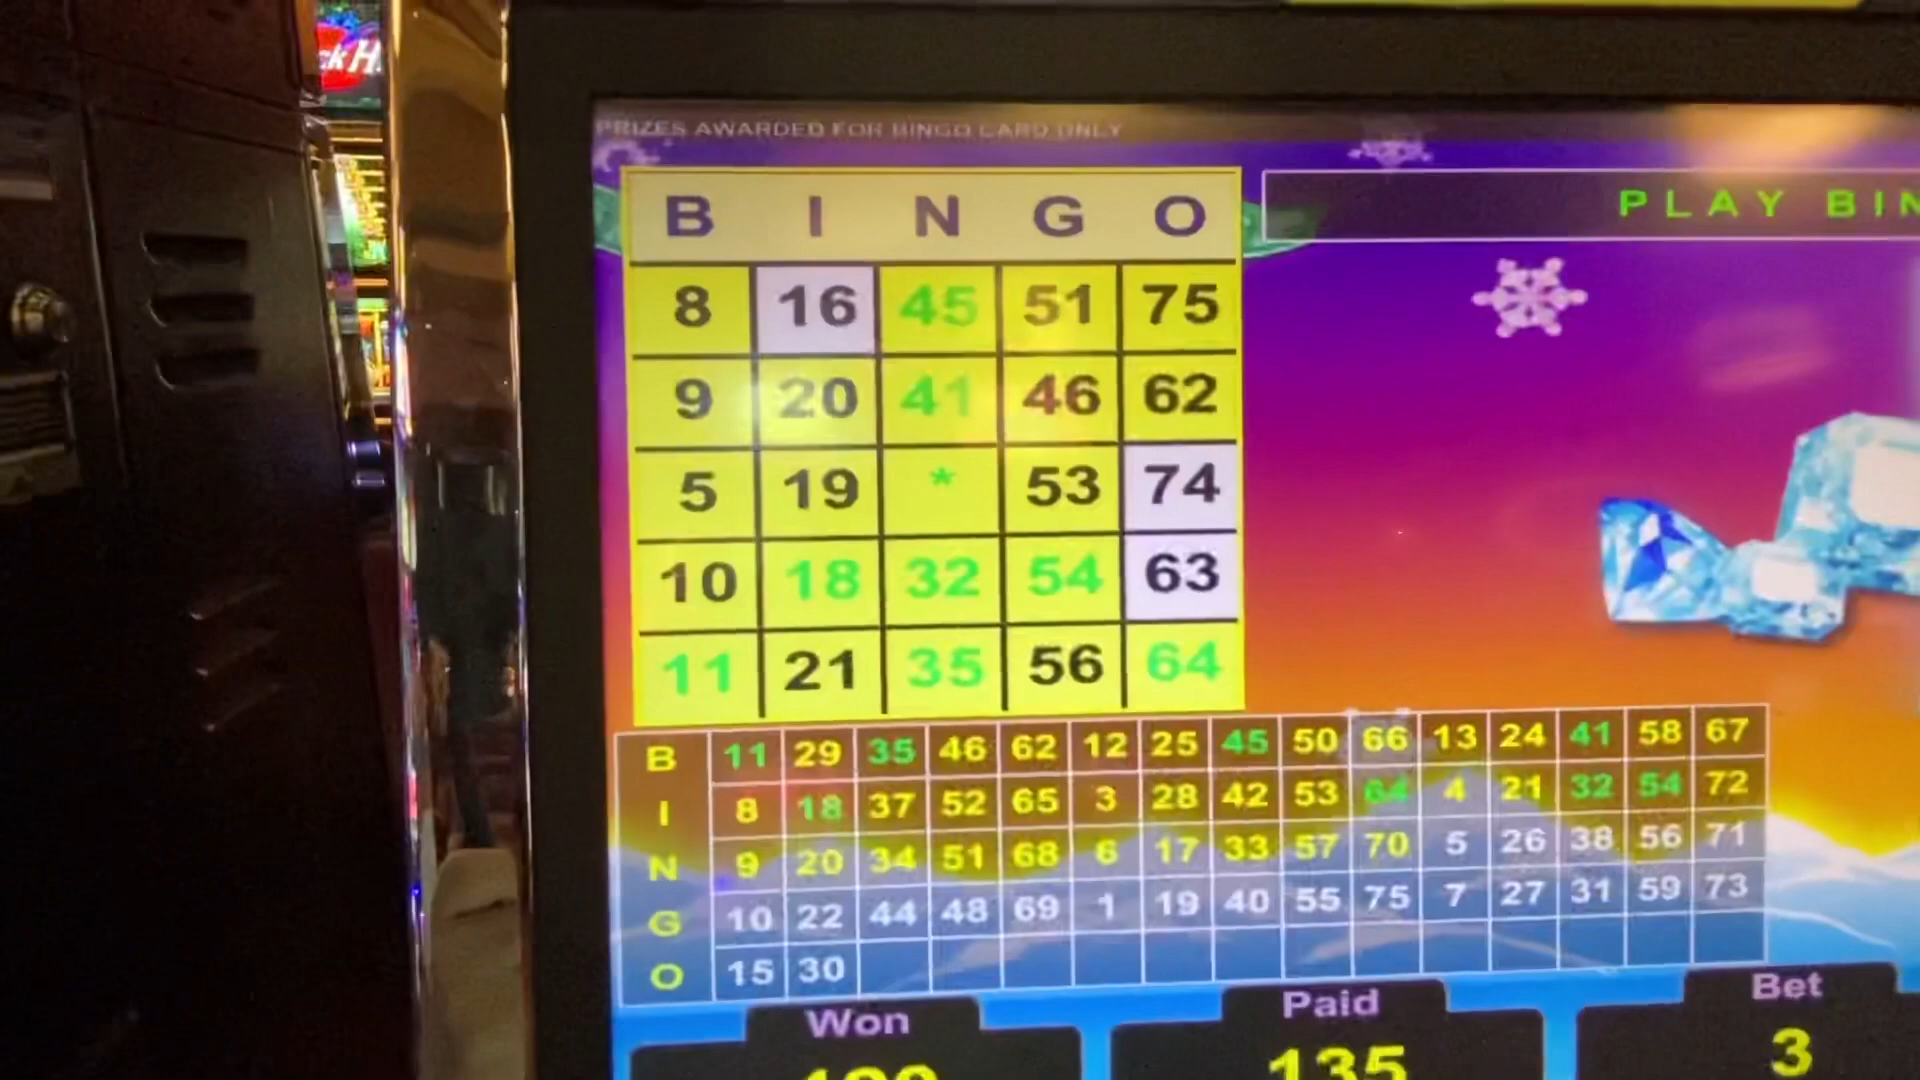 PRIZES AWARDED FOR BINGO CARD ONLY
B I N G O
PLAY BIN
8 16 45 51 75
9 20 41 46 62
5 19 * 53 74
10 18 32 54 63
11 21 35 56 64
B 11 29 35 46 62 12 25 45 50 66 13 24 41 58 67
I 8 18 37 52 65 3 28 42 53 64 4 21 32 54 72
N 9 20 34 51 68 6 17 33 57 70 5 26 38 56 71
G 10 22 44 48 69 1 19 40 55 75 7 27 31 59 73
O 15 30
Won Paid Bet
135 3